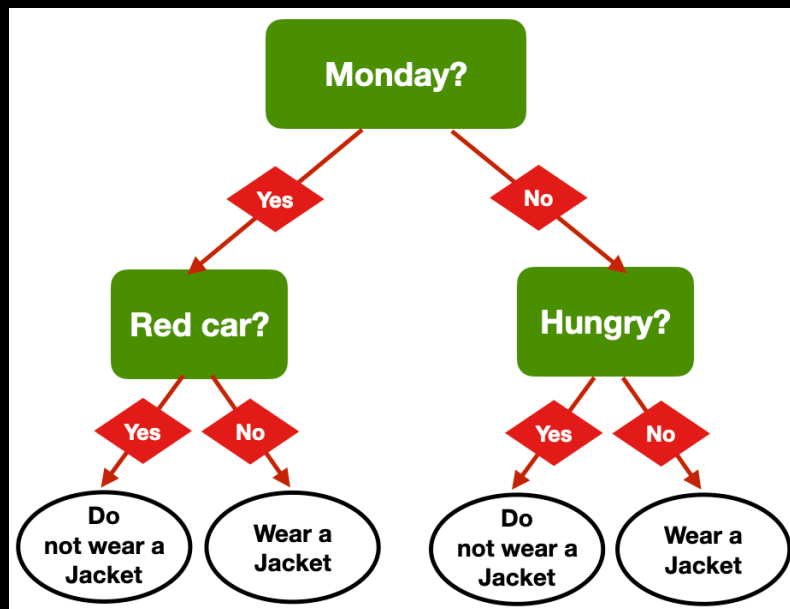 Monday?
Yes
No
Red car?
Hungry?
Yes
No
Yes
No
Do
not wear a
Jacket
Wear a
Jacket
Do
not wear a
Jacket
Wear a
Jacket